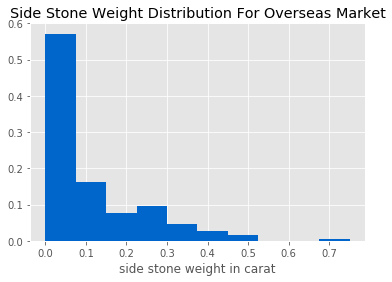 Side Stone Weight Distribution For Overseas Market
0.6
0.5
0.4
0.3
0.2
0.1
0.0
0.0 0.1 0.2 0.3 0.4 0.5 0.6 0.7
side stone weight in carat